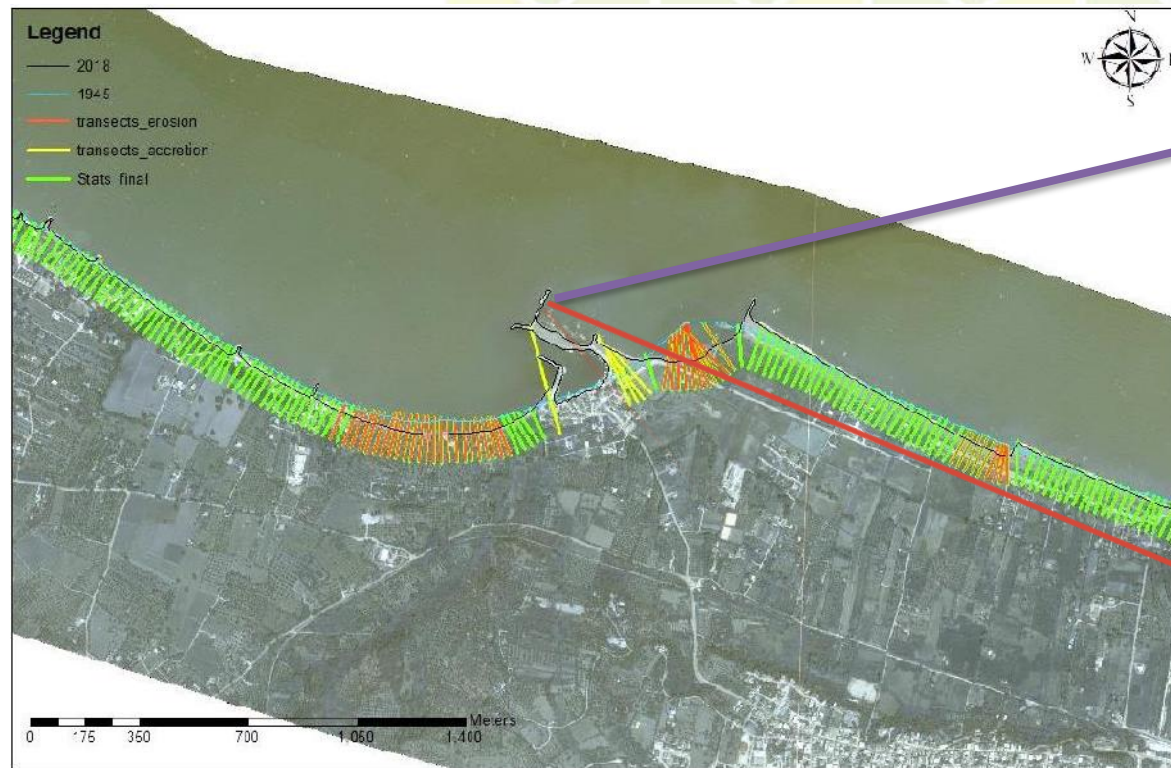 Legend
2018
1945
transects_erosion
transects_accretion
Stats_final
N
W
S
Meters
0 175 350 700 1,050 1,400